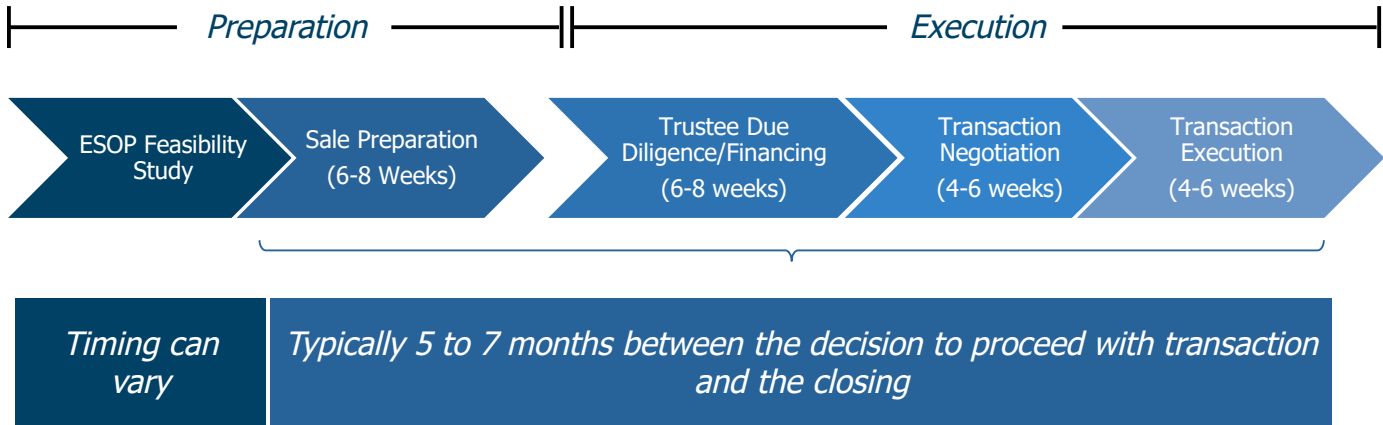 Preparation
Execution
ESOP Feasibility
Study
Sale Preparation
(6-8 Weeks)
Trustee Due
Diligence/Financing
(6-8 weeks)
Transaction
Negotiation
(4-6 weeks)
Transaction
Execution
(4-6 weeks)
Timing can
vary
Typically 5 to 7 months between the decision to proceed with transaction
and the closing